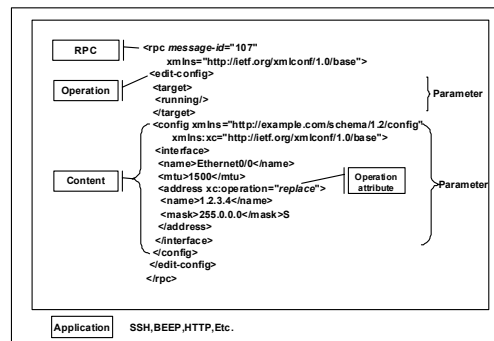 RPC
<rpc message-id="107"
xmlns="http://ietf.org/xmlconf/1.0/base">
Operation
<edit-config>
<target>
<running/>
</target>
Parameter
<config xmlns="http://example.com/schema/1.2/config"
xmlns:xc="http://ietf.org/xmlconf/1.0/base">
<interface>
<name>Ethernet0/0</name>
Content
<mtu>1500</mtu>
<address xc:operation="replace">
Operation
attribute
Parameter
<name>1.2.3.4</name>
<mask>255.0.0.0</mask>S
</address>
</interface>
</config>
</edit-config>
</rpc>
Application
SSH,BEEP,HTTP,Etc.